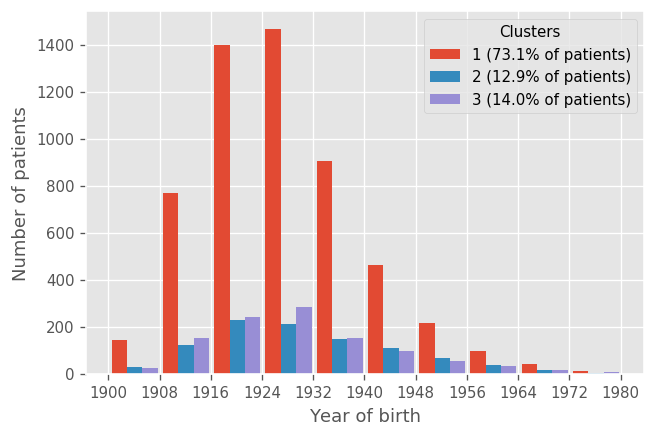 Clusters
1 (73.1% of patients)
2 (12.9% of patients)
3 (14.0% of patients)
Number of patients
1400
1200
1000
800
600
400
200
0
1900 1908 1916 1924 1932 1940 1948 1956 1964 1972 1980
Year of birth